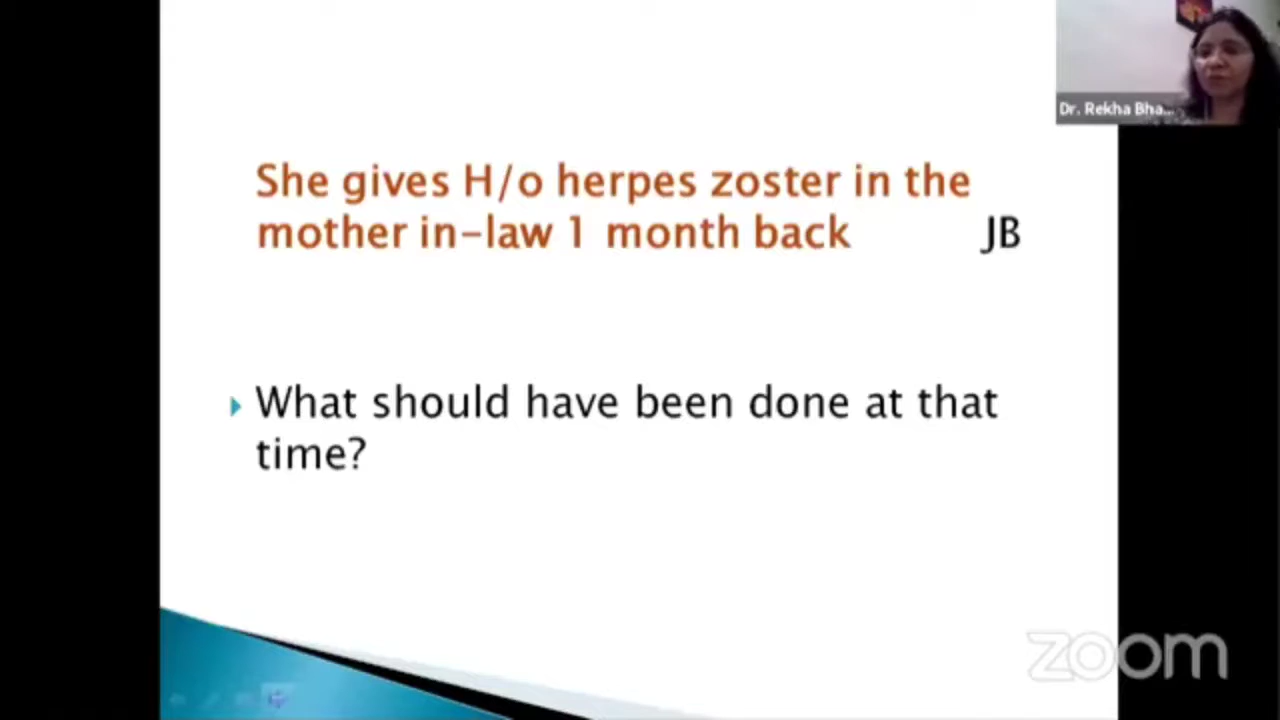 Dr. Rekha Bha...
She gives H/o herpes zoster in the
mother in-law 1 month back JB
What should have been done at that
time?
zoom